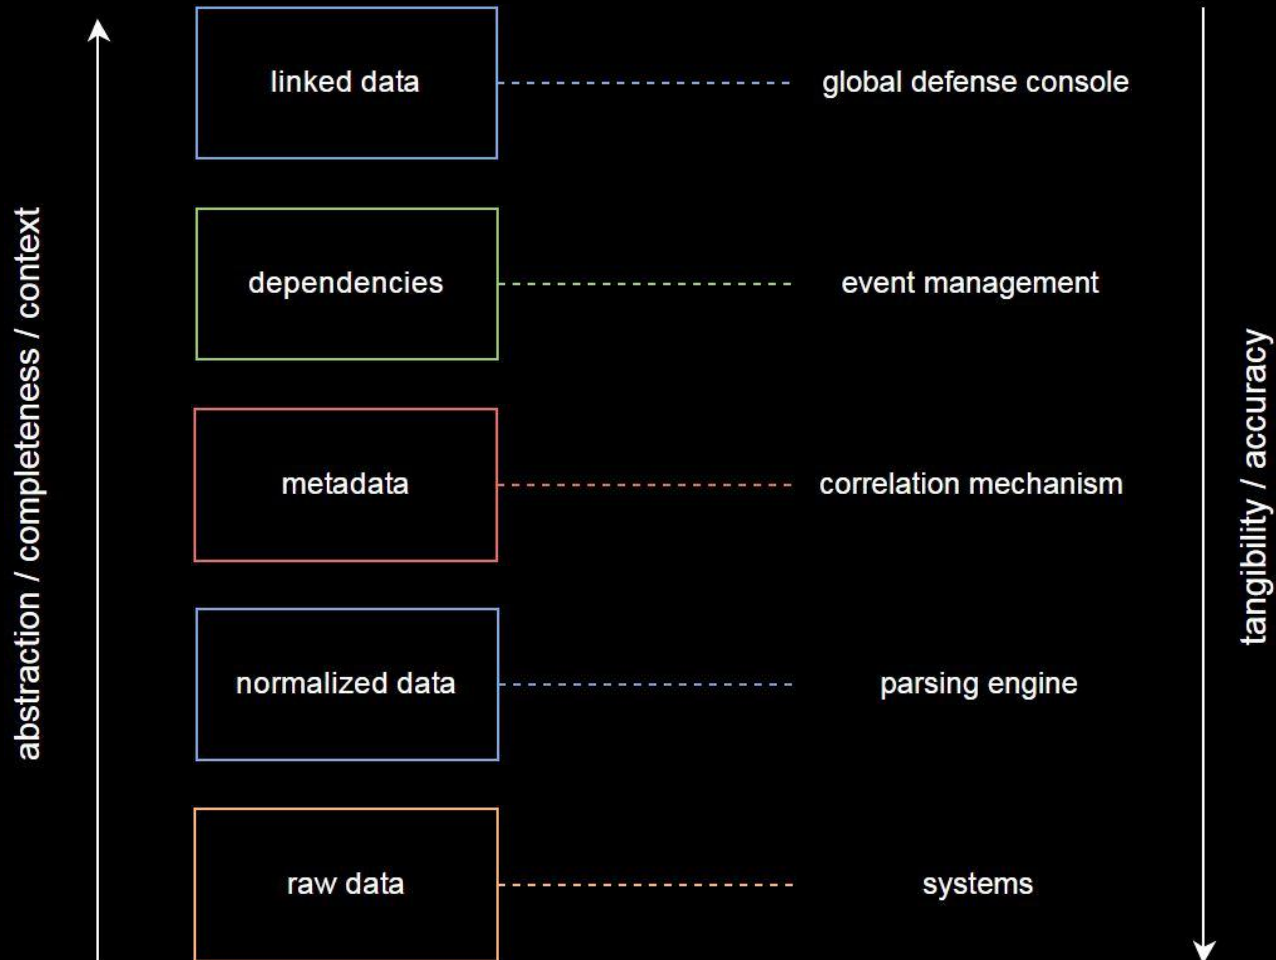 linked data
global defense console
dependencies
event management
metadata
correlation mechanism
normalized data
parsing engine
raw data
systems
abstraction / completeness / context
tangibility / accuracy